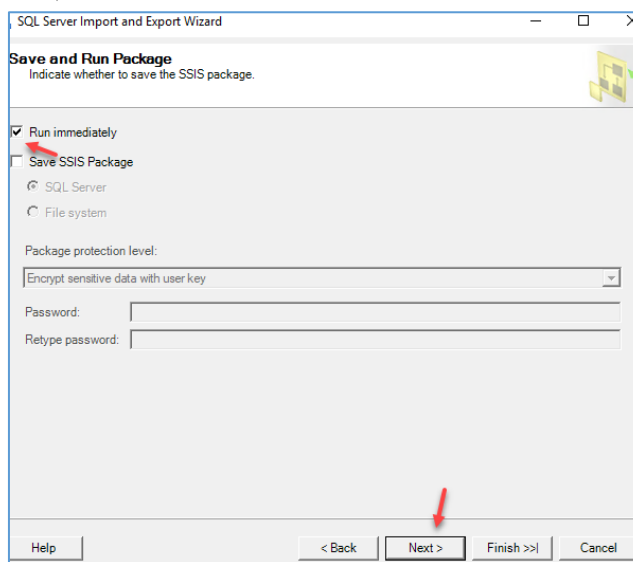 SQL Server Import and Export Wizard
Save and Run Package
Indicate whether to save the SSIS package.
Run immediately
Save SSIS Package
SQL Server
File system
Package protection level:
Encrypt sensitive data with user key
Password:
Retype password:
Help
< Back
Next >
Finish >>|
Cancel